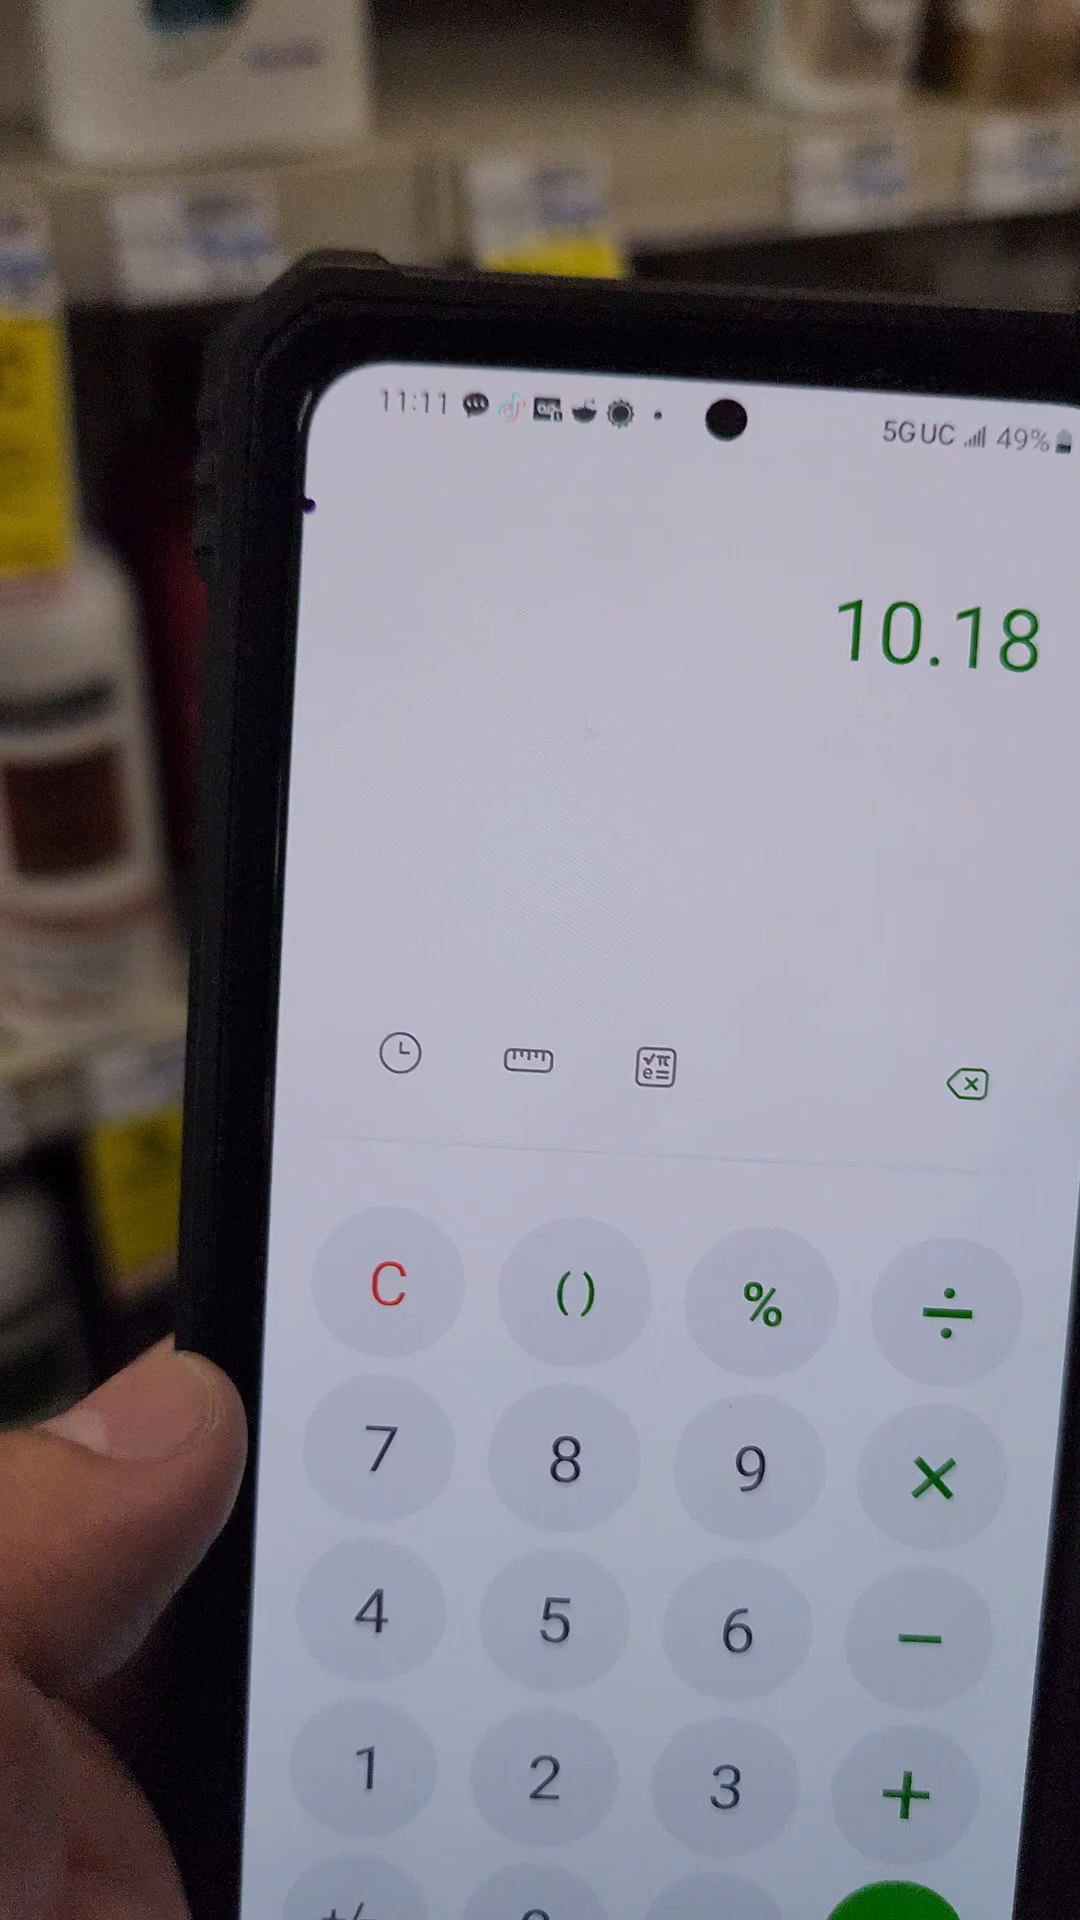 11:11 5G UC 49%
10.18
√π
e=
C () % ÷
7 8 9 ×
4 5 6 −
1 2 3 +